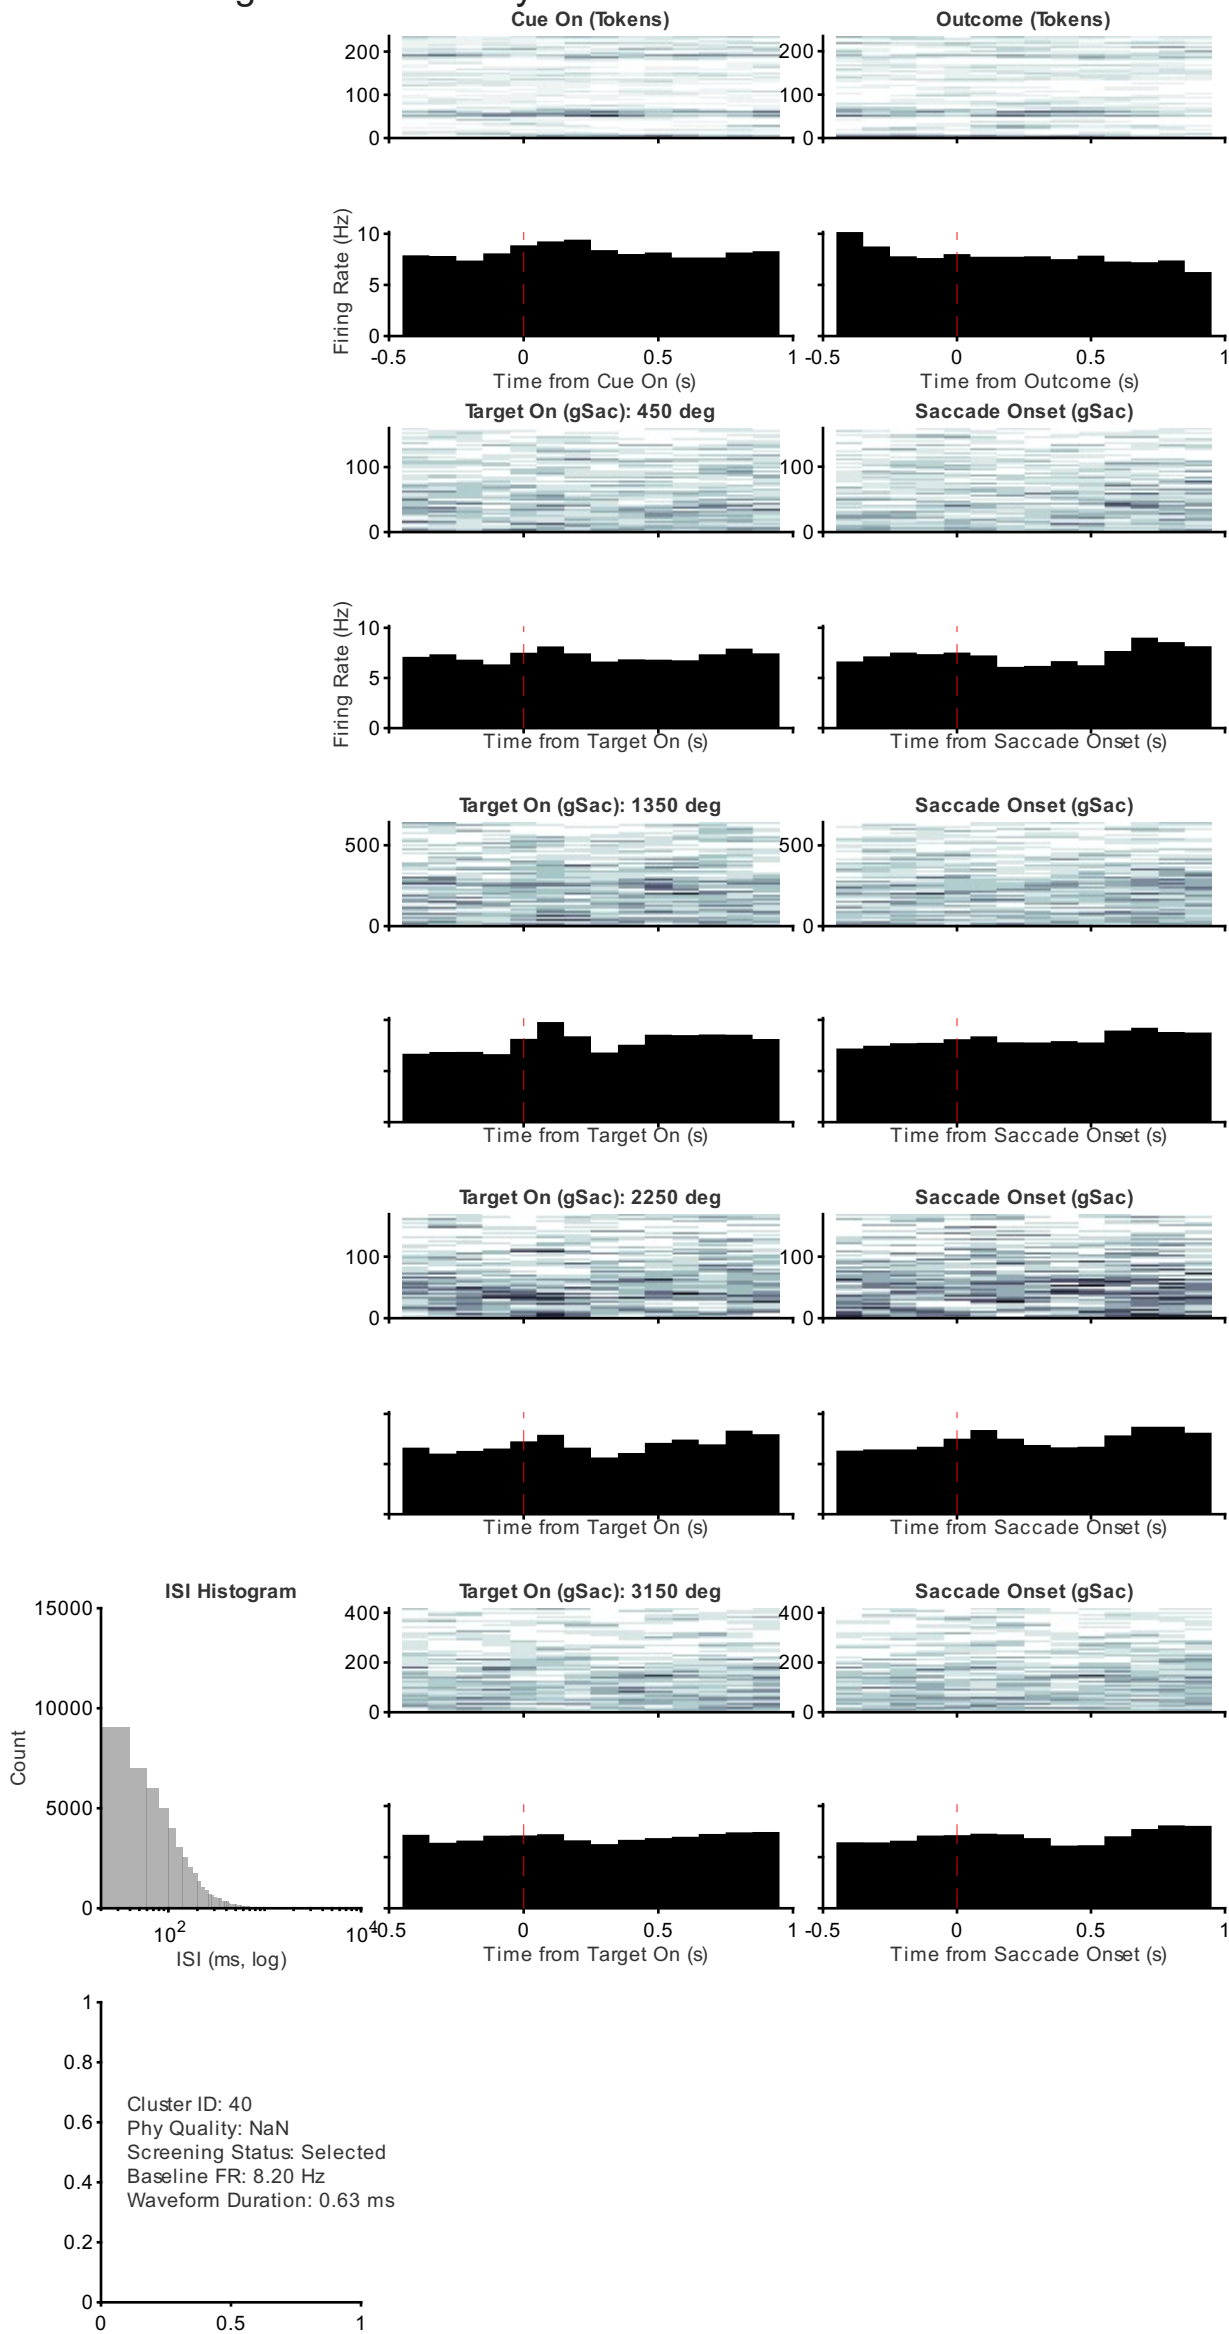 Cue On (Tokens)
Outcome (Tokens)
200
100
0
200
100
0
Firing Rate (Hz)
10
5
0
-0.5 0 0.5 1
Time from Cue On (s)
-0.5 0 0.5 1
Time from Outcome (s)
Target On (gSac): 450 deg
Saccade Onset (gSac)
100
0
100
0
Firing Rate (Hz)
10
5
0
Time from Target On (s)
Time from Saccade Onset (s)
Target On (gSac): 1350 deg
Saccade Onset (gSac)
500
0
500
0
Time from Target On (s)
Time from Saccade Onset (s)
Target On (gSac): 2250 deg
Saccade Onset (gSac)
100
0
100
0
Time from Target On (s)
Time from Saccade Onset (s)
ISI Histogram
Target On (gSac): 3150 deg
Saccade Onset (gSac)
15000
10000
5000
0
Count
10^2 10^4
ISI (ms, log)
400
200
0
400
200
0
-0.5 0 0.5 1
Time from Target On (s)
-0.5 0 0.5 1
Time from Saccade Onset (s)
1
0.8
0.6
0.4
0.2
0
Cluster ID: 40
Phy Quality: NaN
Screening Status: Selected
Baseline FR: 8.20 Hz
Waveform Duration: 0.63 ms
0 0.5 1